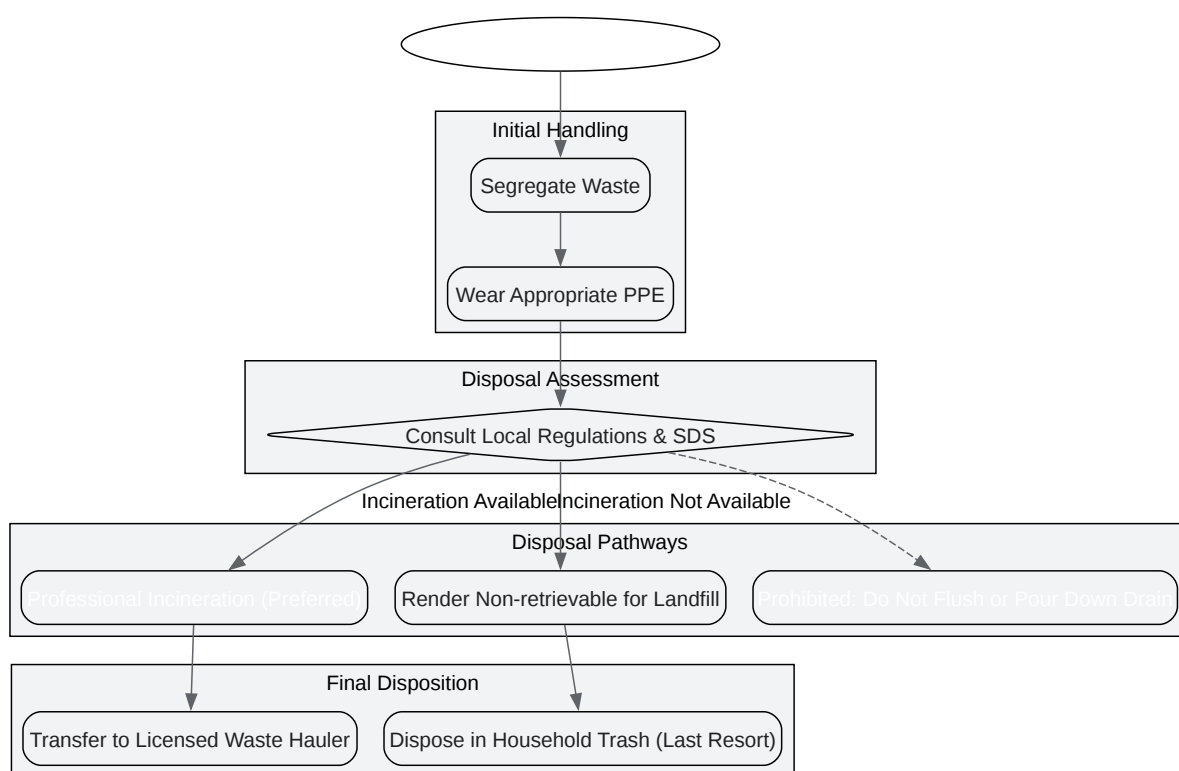 Initial Handling
Segregate Waste
Wear Appropriate PPE
Disposal Assessment
Consult Local Regulations & SDS
Incineration Available
Incineration Not Available
Disposal Pathways
Professional Incineration (Preferred)
Render Non-retrievable for Landfill
Prohibited: Do Not Flush or Pour Down Drain
Final Disposition
Transfer to Licensed Waste Hauler
Dispose in Household Trash (Last Resort)